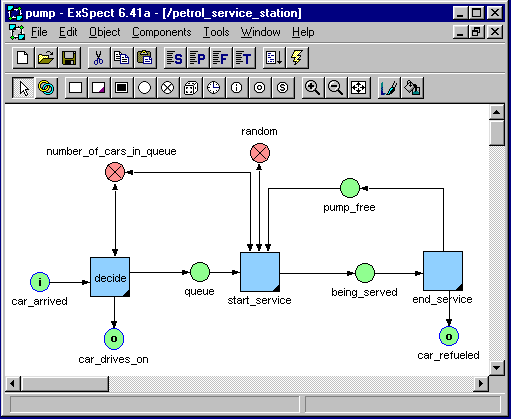 pump - ExSpect 6.41a - [/petrol_service_station]
File Edit Object Components Tools Window Help
S P F T
i S
random
number_of_cars_in_queue
pump_free
decide
i
car_arrived
queue
start_service
being_served
end_service
o
car_drives_on
o
car_refueled